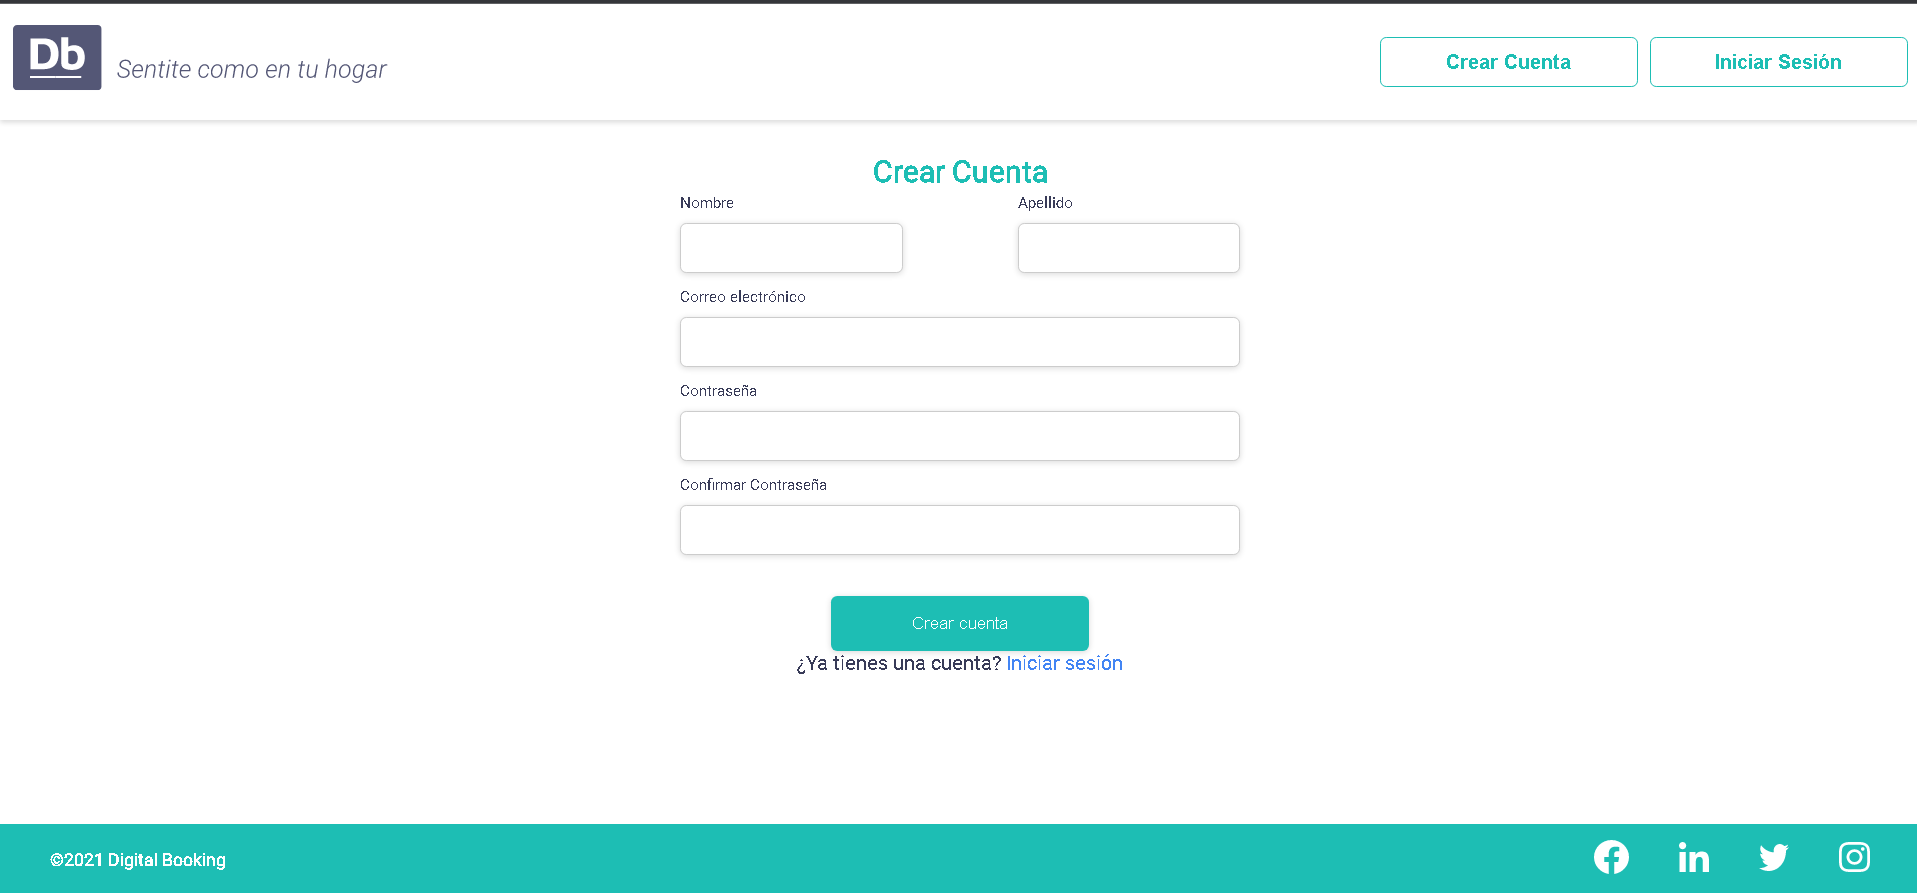 Db
Sentite como en tu hogar
Crear Cuenta
Iniciar Sesión
Crear Cuenta
Nombre
Apellido
Correo electrónico
Contraseña
Confirmar Contraseña
Crear cuenta
¿Ya tienes una cuenta? Iniciar sesión
©2021 Digital Booking
in